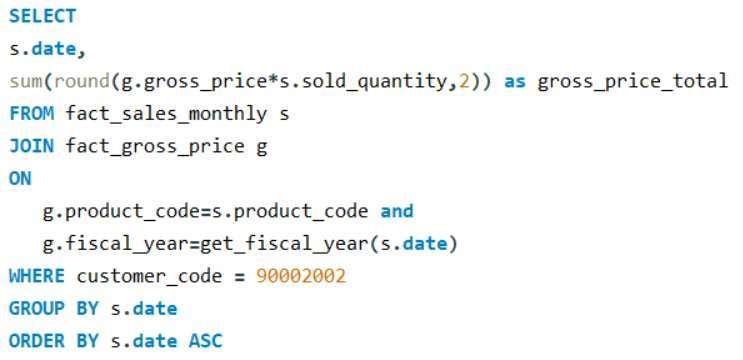 SELECT
s.date,
sum(round(g.gross_price*s.sold_quantity,2)) as gross_price_total
FROM fact_sales_monthly s
JOIN fact_gross_price g
ON
g.product_code=s.product_code and
g.fiscal_year=get_fiscal_year(s.date)
WHERE customer_code = 90002002
GROUP BY s.date
ORDER BY s.date ASC